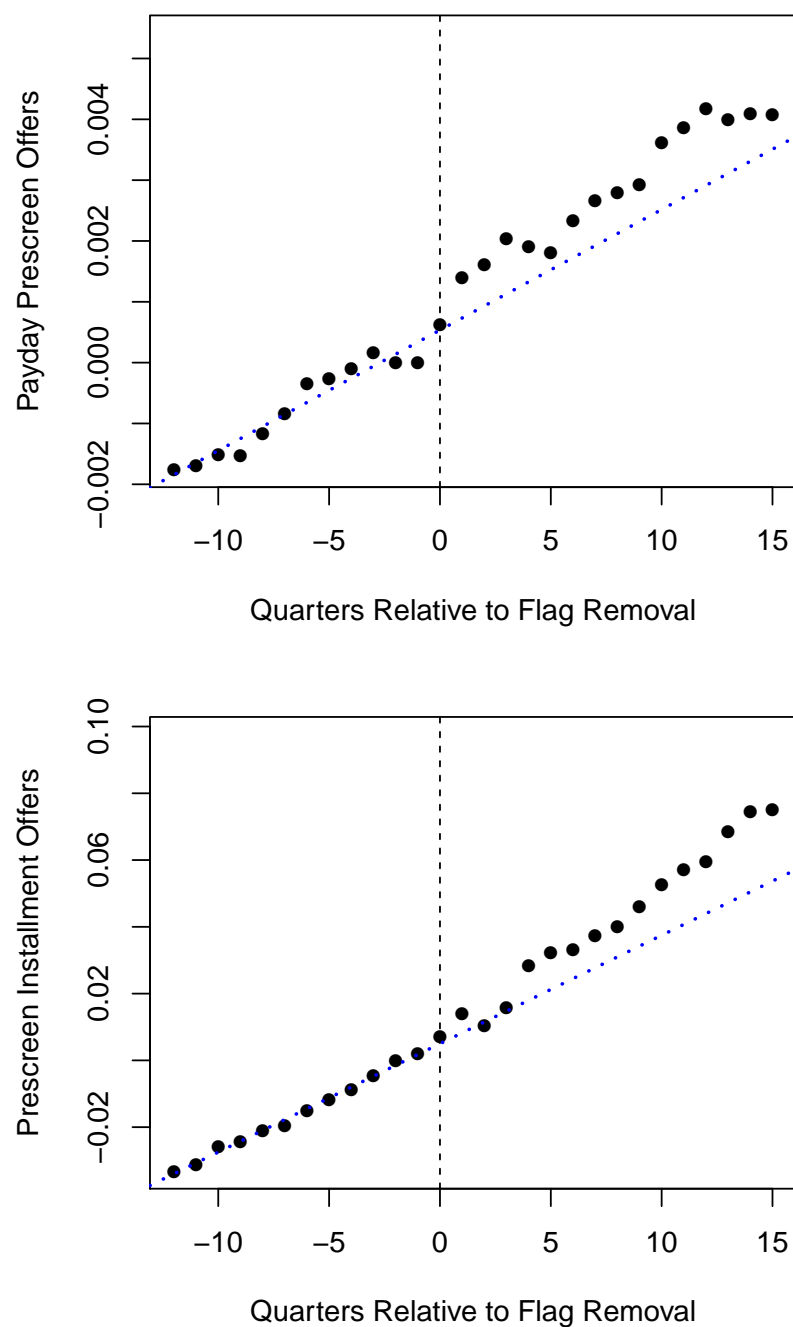 Payday Prescreen Offers
0.004
0.002
0.000
−0.002
−10 −5 0 5 10 15
Quarters Relative to Flag Removal
Prescreen Installment Offers
0.10
0.06
0.02
−0.02
−10 −5 0 5 10 15
Quarters Relative to Flag Removal